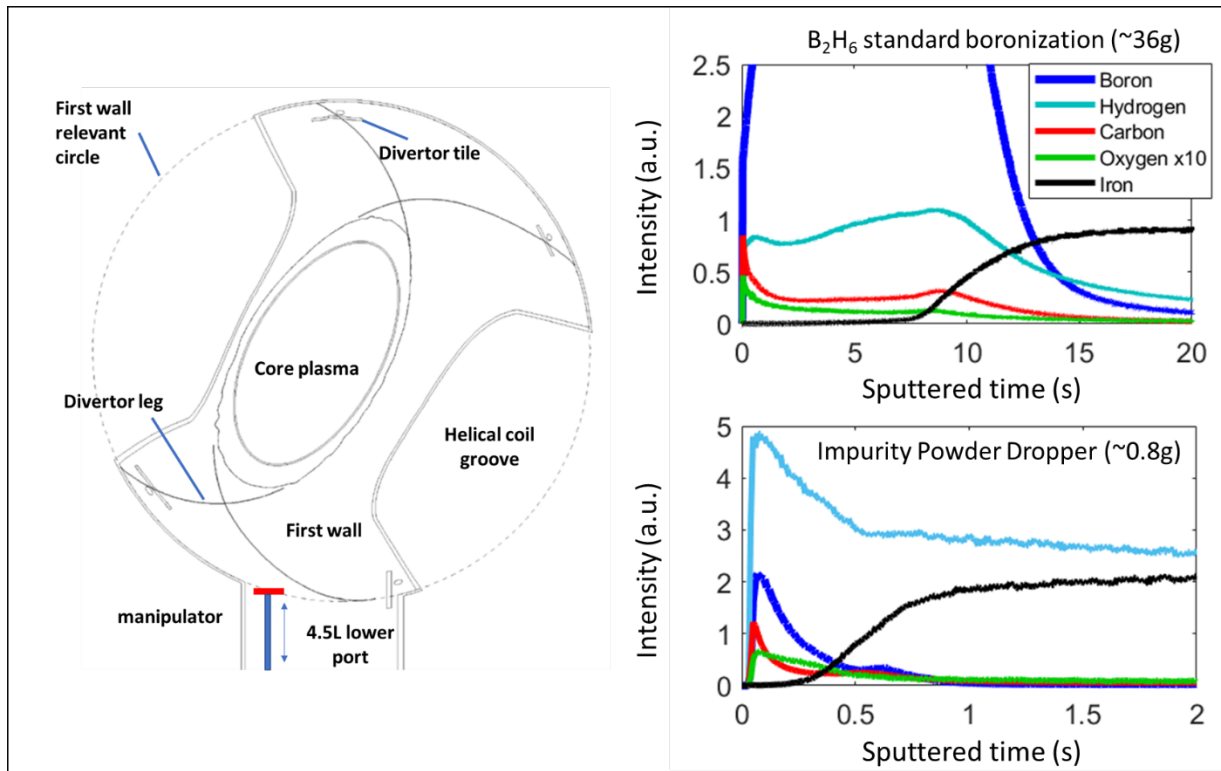 First wall
relevant
circle
Divertor tile
Core plasma
Divertor leg
Helical coil
groove
First wall
manipulator
4.5L lower
port
B₂H₆ standard boronization (~36g)
Intensity (a.u.)
2.5
2
1.5
1
0.5
0
Boron
Hydrogen
Carbon
Oxygen x10
Iron
0 5 10 15 20
Sputtered time (s)
Impurity Powder Dropper (~0.8g)
Intensity (a.u.)
5
4
3
2
1
0
0 0.5 1 1.5 2
Sputtered time (s)